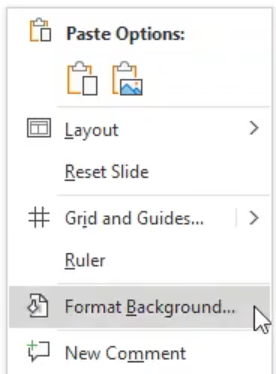 Paste Options:
Layout
Reset Slide
Grid and Guides...
Ruler
Format Background...
New Comment